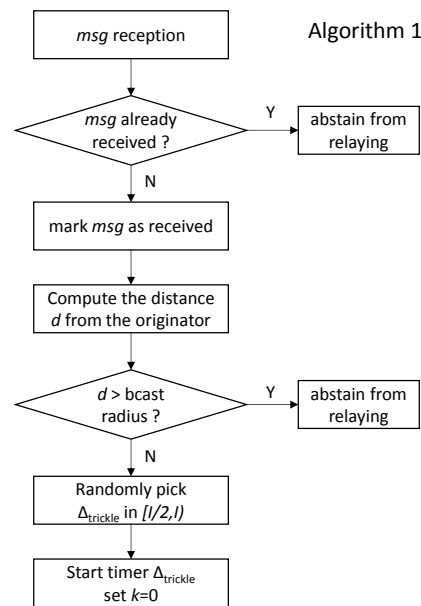 Algorithm 1
msg reception
msg already
received ?
Y
abstain from
relaying
N
mark msg as received
Compute the distance
d from the originator
d > bcast
radius ?
Y
abstain from
relaying
N
Randomly pick
Δtrickle in [I/2,I)
Start timer Δtrickle
set k=0